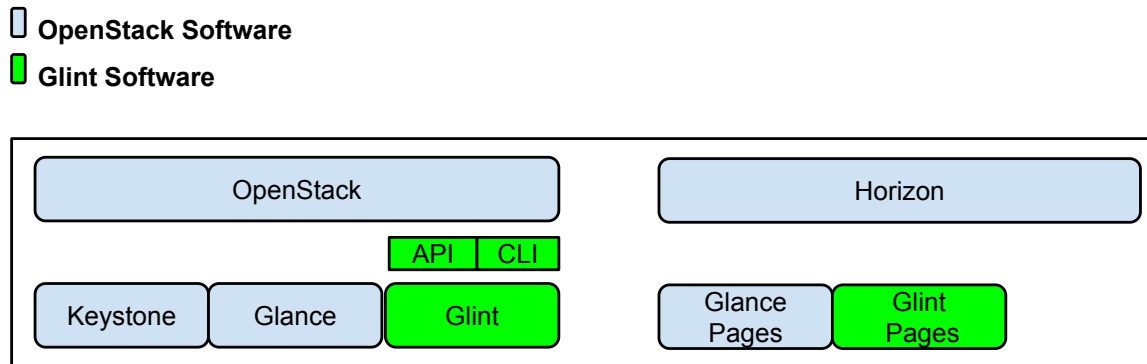 OpenStack Software
Glint Software
OpenStack
Horizon
API CLI
Keystone Glance Glint
Glance
Pages
Glint
Pages